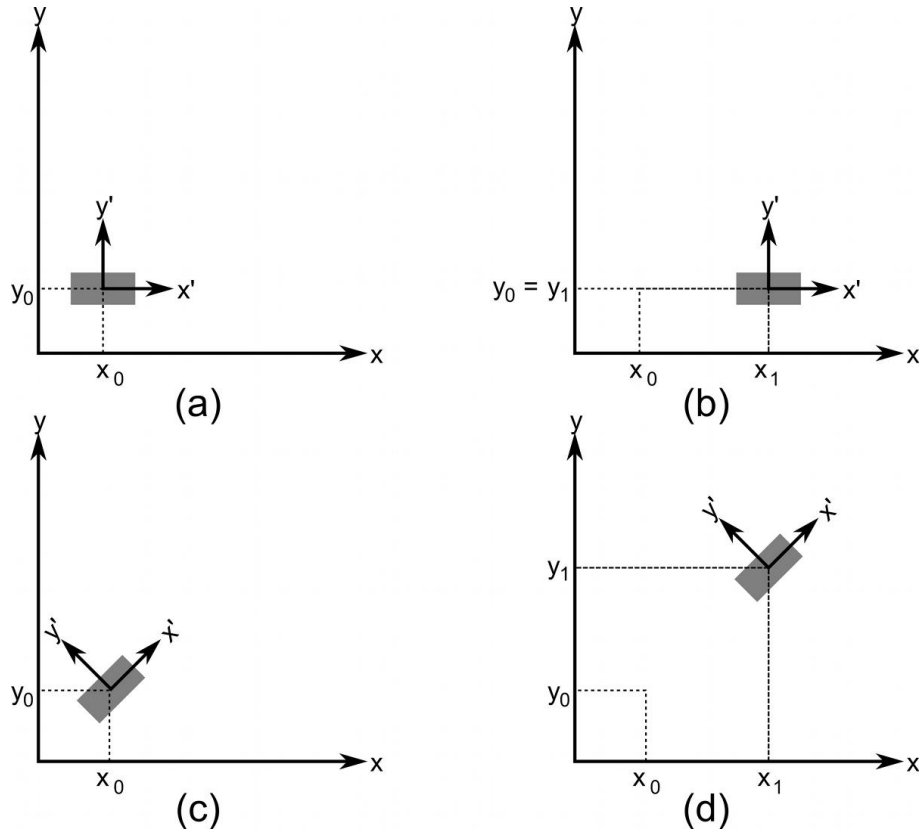 y
y'
y₀
x'
x
x₀
(a)
y
y'
y₀ = y₁
x'
x
x₀
x₁
(b)
y
y'
x'
y₀
x
x₀
(c)
y
y'
x'
y₁
y₀
x
x₀
x₁
(d)